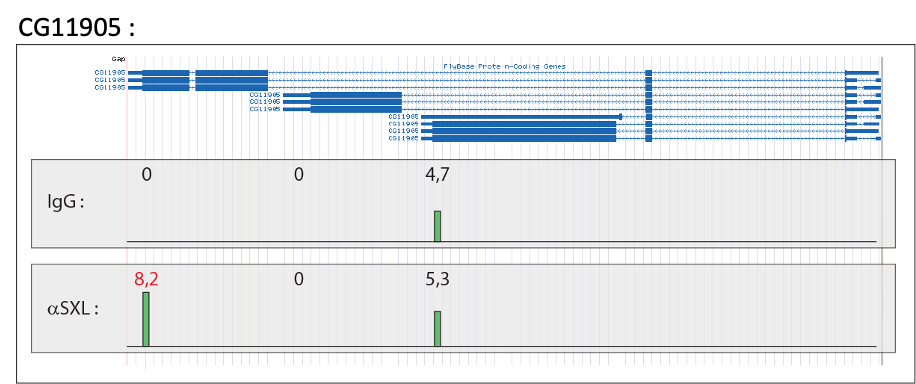 CG11905 :
Gap
FlyBase Protein-Coding Genes
CG11905
CG11905
CG11905
CG11905
CG11905
CG11905
CG11905
CG11905
CG11905
CG11905
0 0 4,7
IgG :
8,2 0 5,3
αSXL :